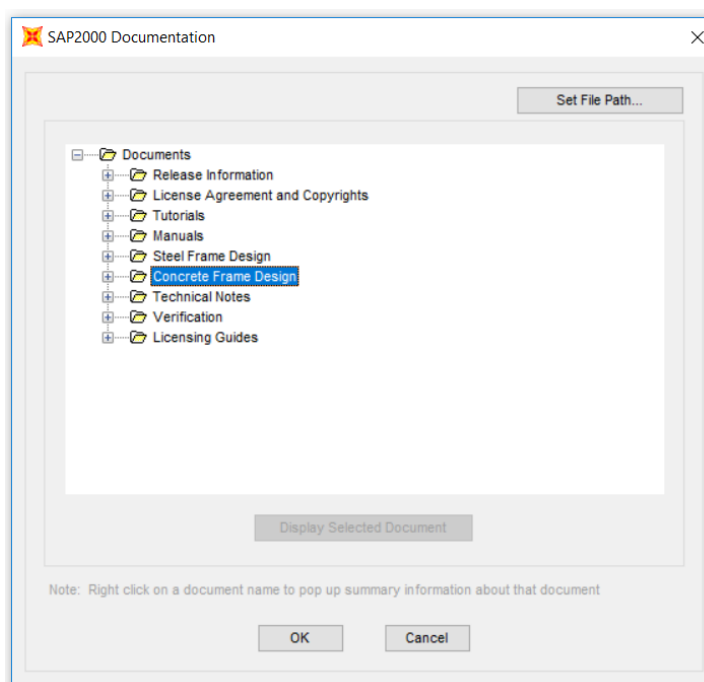 SAP2000 Documentation
Set File Path...
Documents
Release Information
License Agreement and Copyrights
Tutorials
Manuals
Steel Frame Design
Concrete Frame Design
Technical Notes
Verification
Licensing Guides
Display Selected Document
Note: Right click on a document name to pop up summary information about that document
OK
Cancel